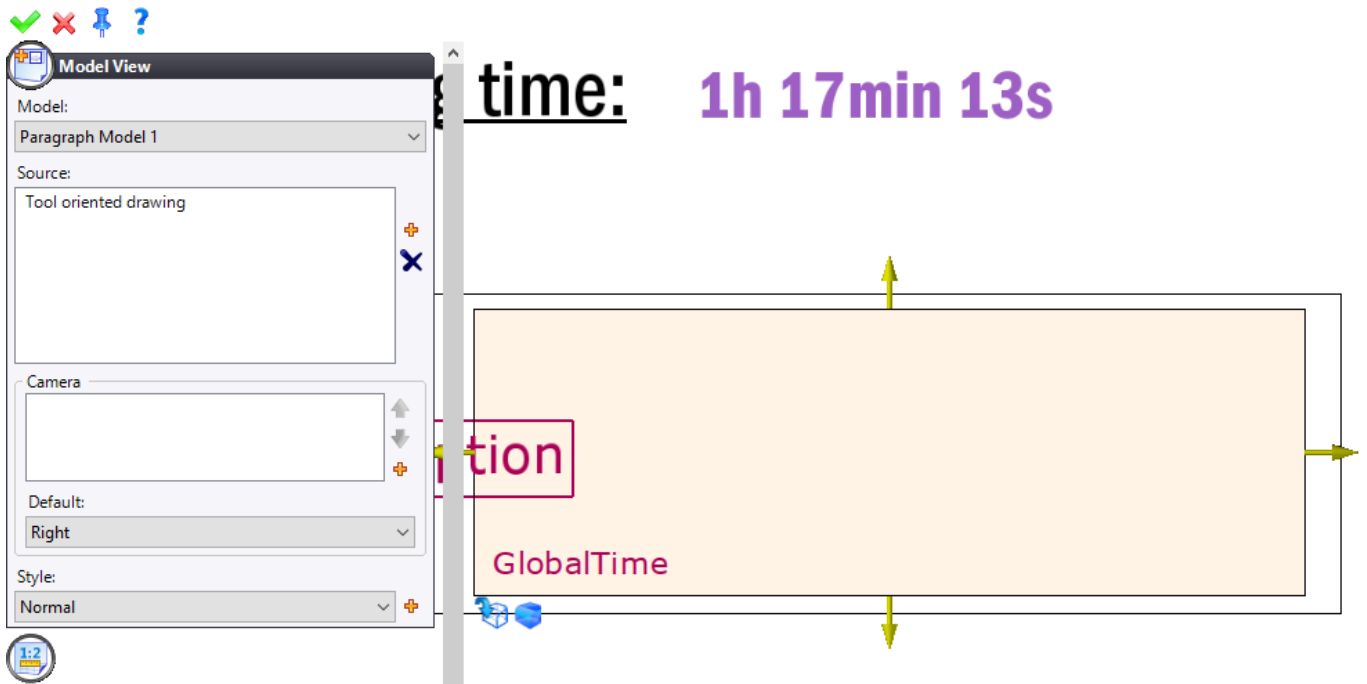 Model View
time: 1h 17min 13s
Model:
Paragraph Model 1
Source:
Tool oriented drawing
Camera
Default:
Right
Style:
Normal
tion
GlobalTime
1:2